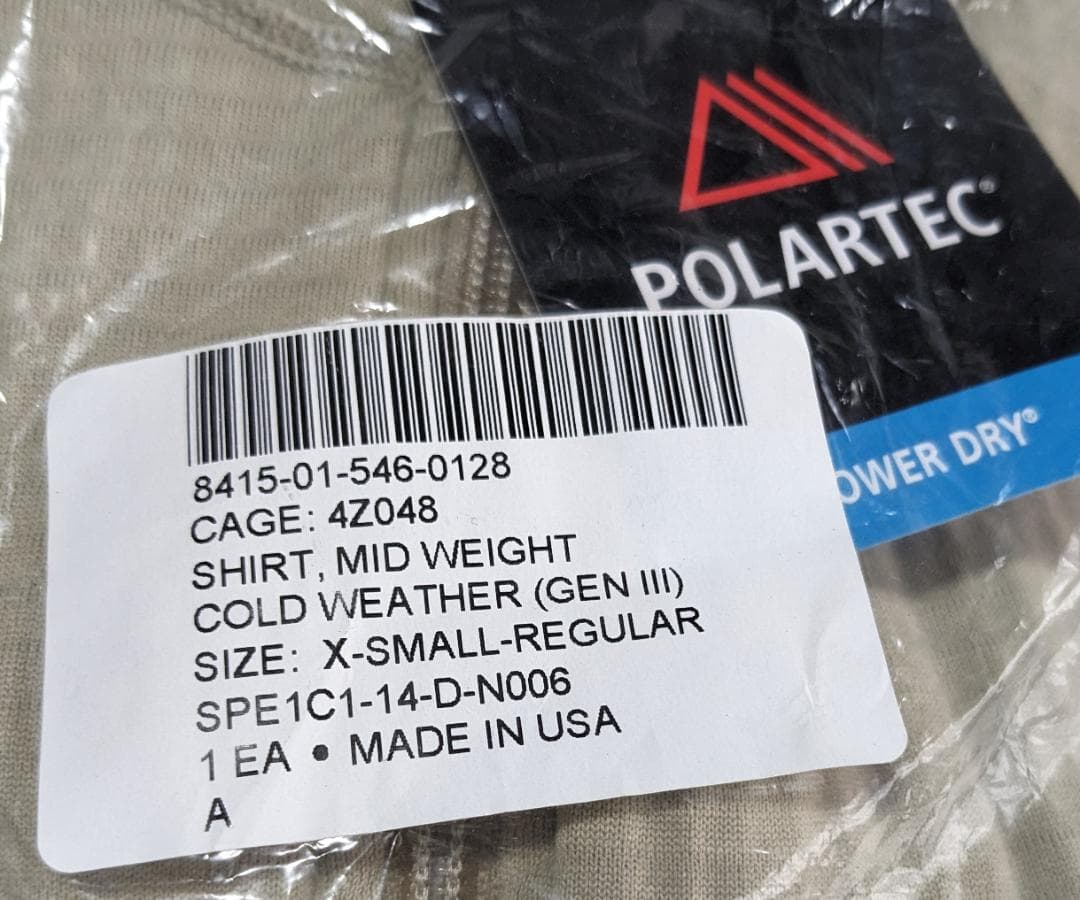 POLARTEC®
OWER DRY®
8415-01-546-0128
CAGE: 4Z048
SHIRT, MID WEIGHT
COLD WEATHER (GEN III)
SIZE: X-SMALL-REGULAR
SPE1C1-14-D-N006
1 EA • MADE IN USA
A